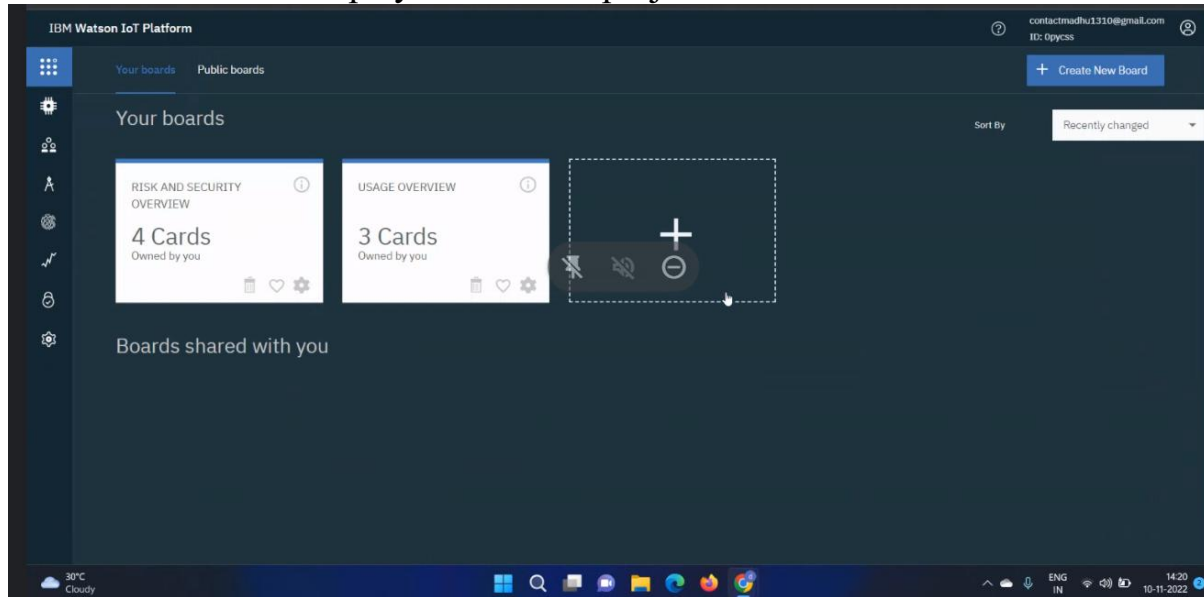 IBM Watson IoT Platform
contactmadhu1310@gmail.com
ID: 0pycss
Your boards Public boards
+ Create New Board
Your boards
Sort By Recently changed
RISK AND SECURITY
OVERVIEW
4 Cards
Owned by you
USAGE OVERVIEW
3 Cards
Owned by you
Boards shared with you
30°C
Cloudy
ENG
IN
14:20
10-11-2022
2